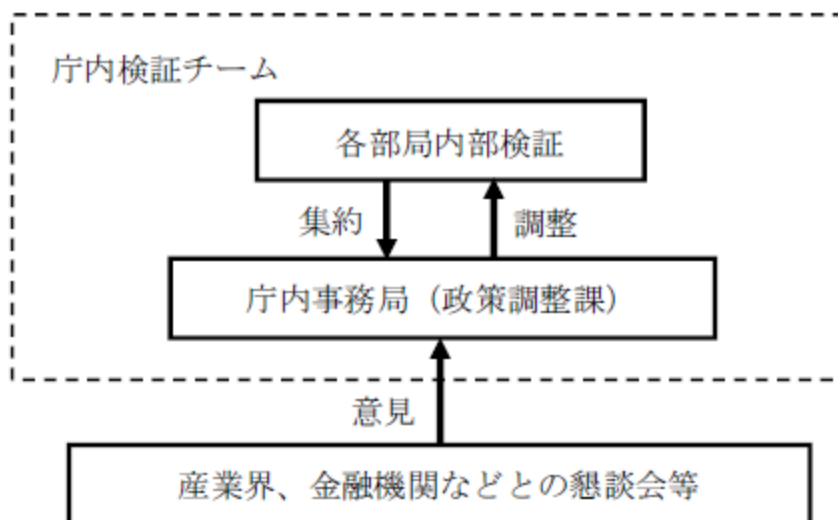 庁内検証チーム
各部局内部検証
集約
調整
庁内事務局（政策調整課）
意見
産業界、金融機関などとの懇談会等